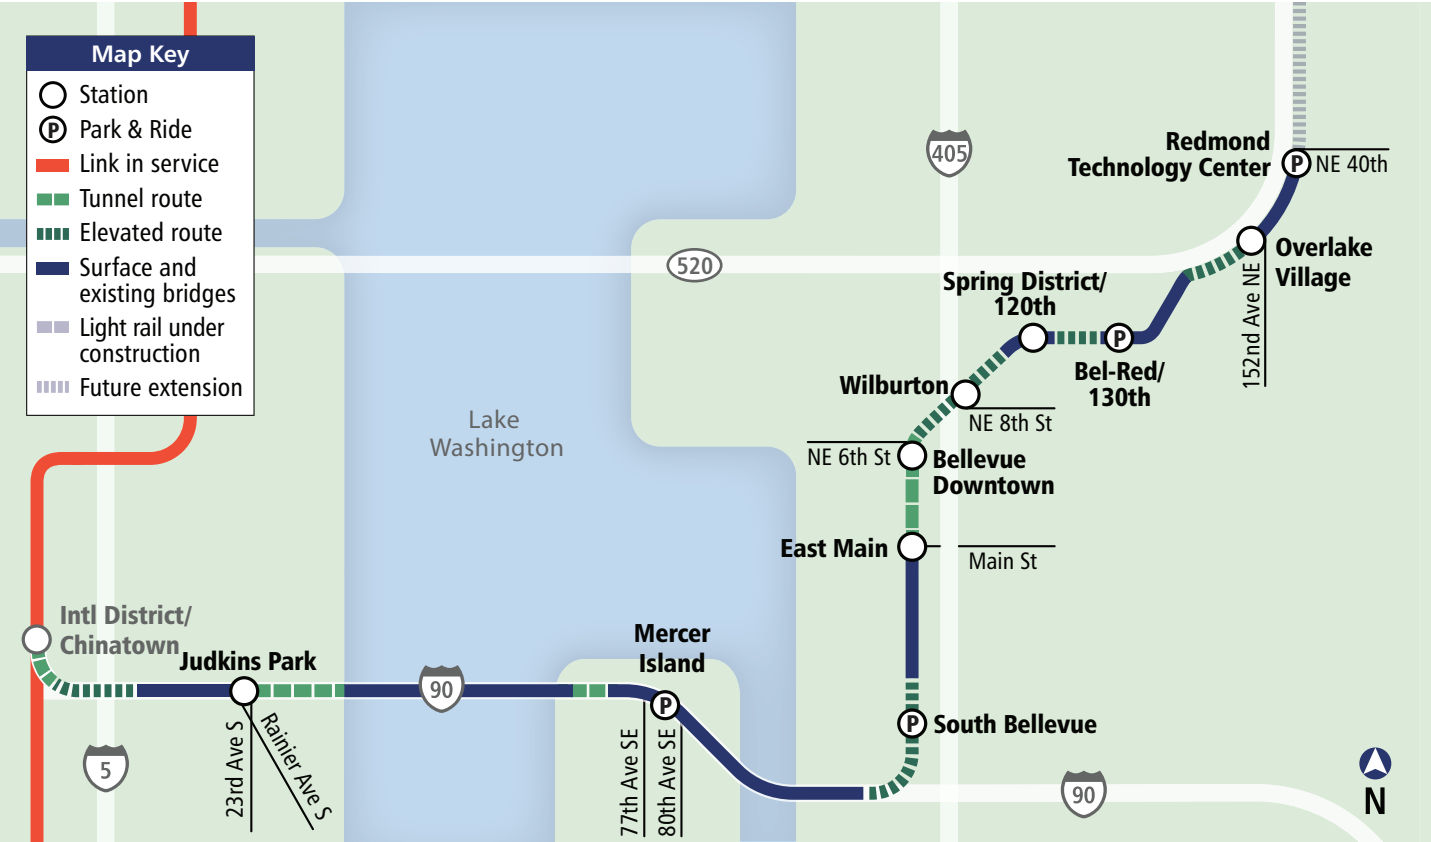 Map Key
Station
P
Park & Ride
Link in service
Tunnel route
Elevated route
Surface and
existing bridges
Light rail under
construction
Future extension
405
Redmond
Technology Center
P
NE 40th
520
Overlake
Village
152nd Ave NE
Spring District/
120th
P
Bel-Red/
130th
Wilburton
NE 8th St
Lake
Washington
NE 6th St
Bellevue
Downtown
East Main
Main St
Intl District/
Chinatown
Judkins Park
90
Mercer
Island
P
P
South Bellevue
23rd Ave S
Rainier Ave S
77th Ave SE
80th Ave SE
5
90
N